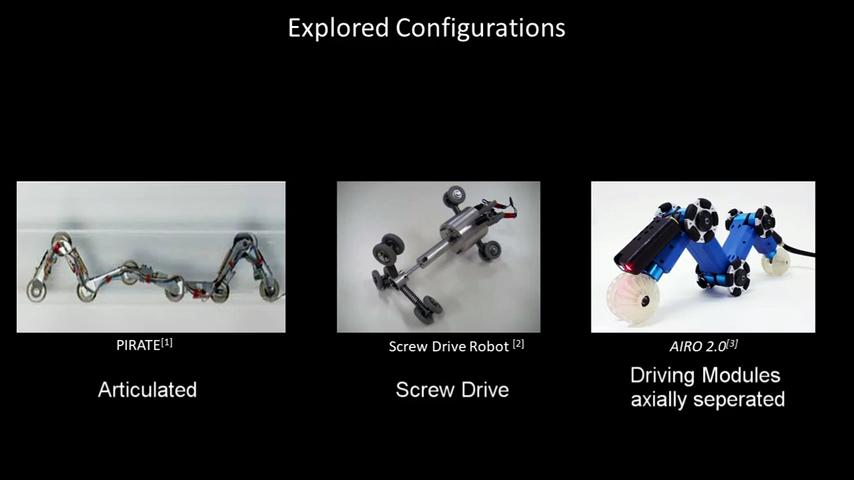 Explored Configurations
PIRATE[1]
Screw Drive Robot [2]
AIRO 2.0[3]
Articulated
Screw Drive
Driving Modules
axially seperated